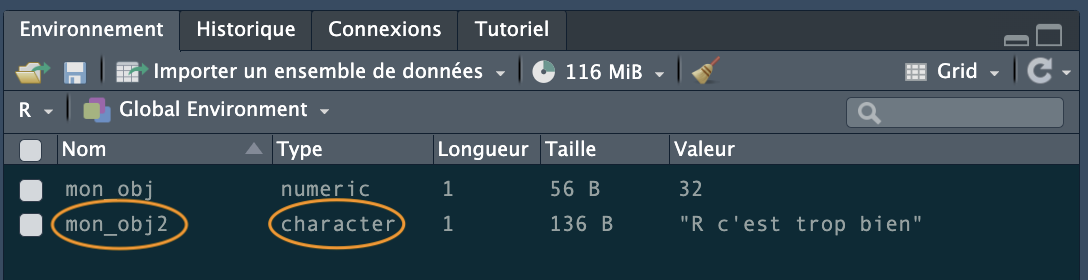 Environnement Historique Connexions Tutoriel
Importer un ensemble de données 116 MiB Grid
R Global Environment
Nom Type Longueur Taille Valeur
mon_obj numeric 1 56 B 32
mon_obj2 character 1 136 B "R c'est trop bien"